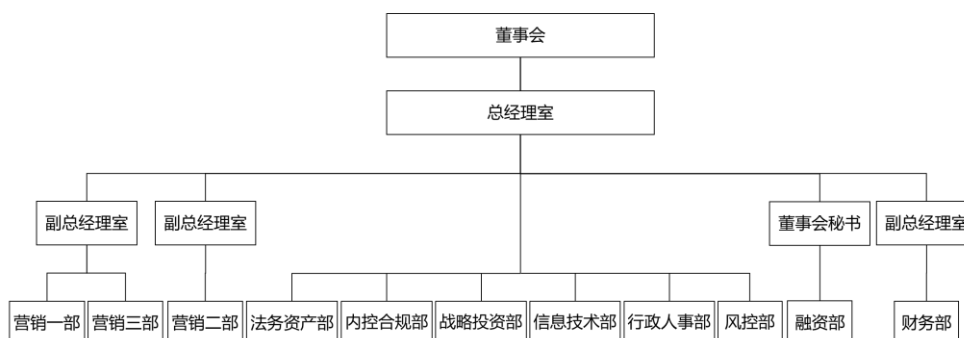 董事会
总经理室
副总经理室
副总经理室
董事会秘书
副总经理室
营销一部
营销三部
营销二部
法务资产部
内控合规部
战略投资部
信息技术部
行政人事部
风控部
融资部
财务部